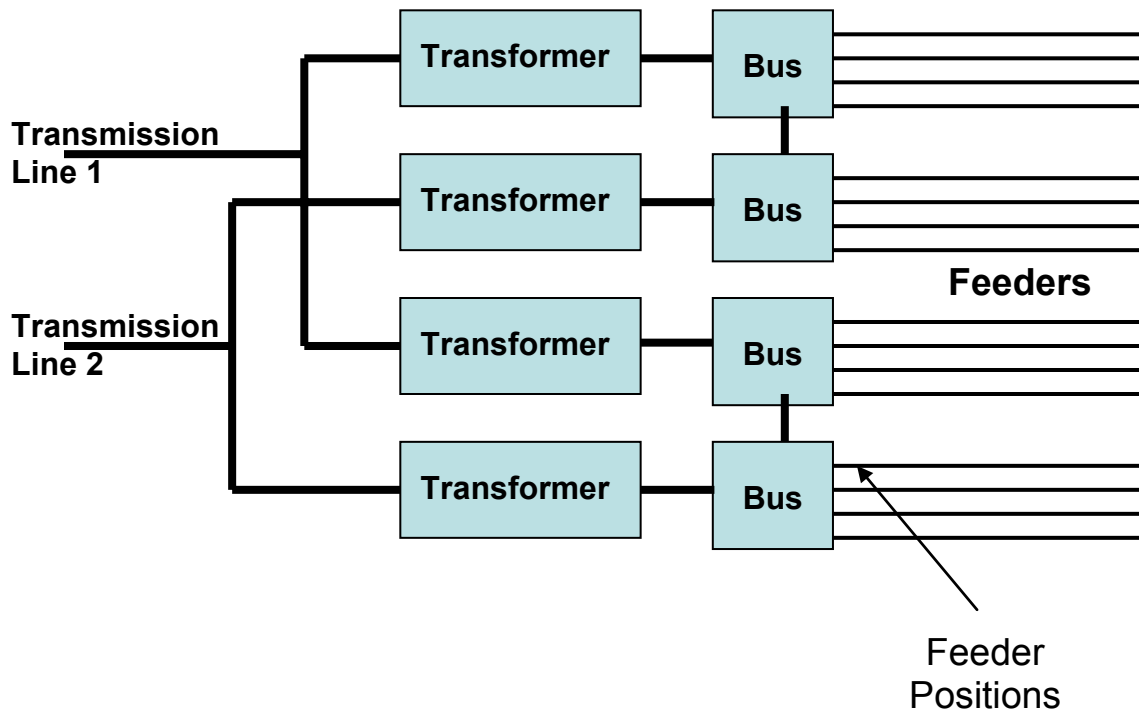 Transformer
Bus
Transmission
Line 1
Transformer
Bus
Feeders
Transmission
Line 2
Transformer
Bus
Transformer
Bus
Feeder
Positions